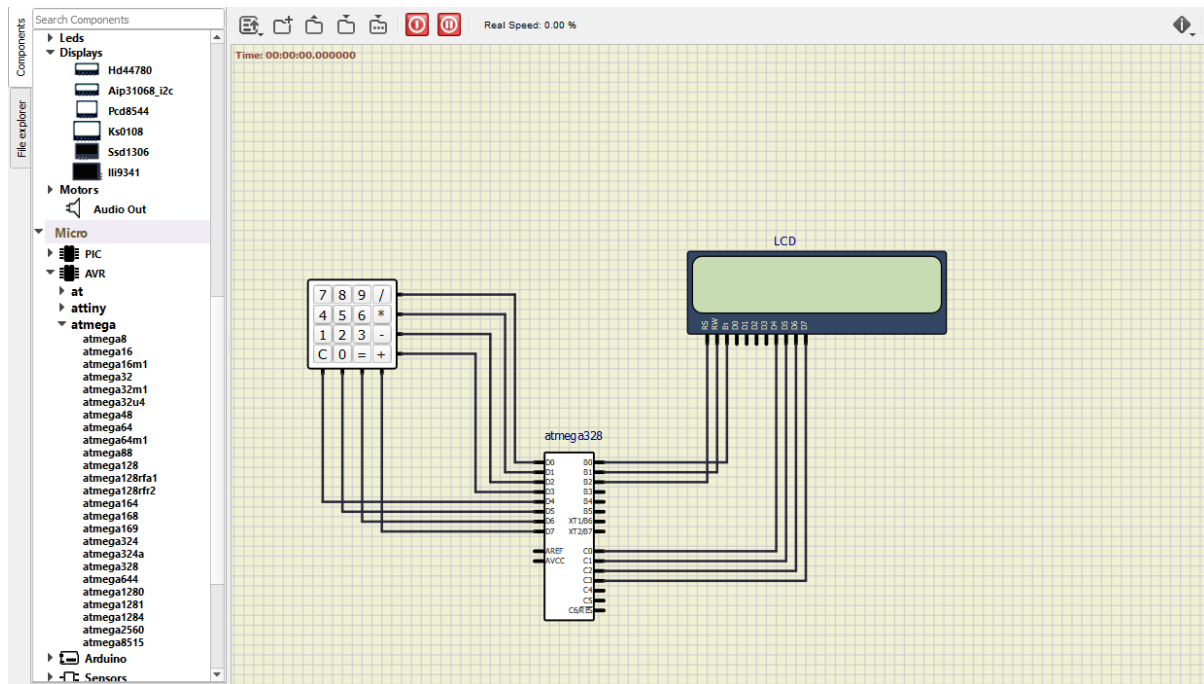 Components
File explorer
Search Components
Leds
Displays
Hd44780
Aip31068_i2c
Pcd8544
Ks0108
Ssd1306
Ili9341
Motors
Audio Out
Micro
PIC
AVR
at
attiny
atmega
atmega8
atmega16
atmega16m1
atmega32
atmega32m1
atmega32u4
atmega48
atmega64
atmega64m1
atmega88
atmega128
atmega128rfa1
atmega128rfr2
atmega164
atmega168
atmega169
atmega324
atmega324a
atmega328
atmega644
atmega1280
atmega1281
atmega1284
atmega2560
atmega8515
Arduino
Sensors
Real Speed: 0.00 %
Time: 00:00:00.000000
LCD
RS RW En D0 D1 D2 D3 D4 D5 D6 D7
7 8 9 /
4 5 6 *
1 2 3 -
C 0 = +
atmega328
D0 B0
D1 B1
D2 B2
D3 B3
D4 B4
D5 B5
D6 XT1/B6
D7 XT2/B7
AREF C0
AVCC C1
C2
C3
C4
C5
C6/RES